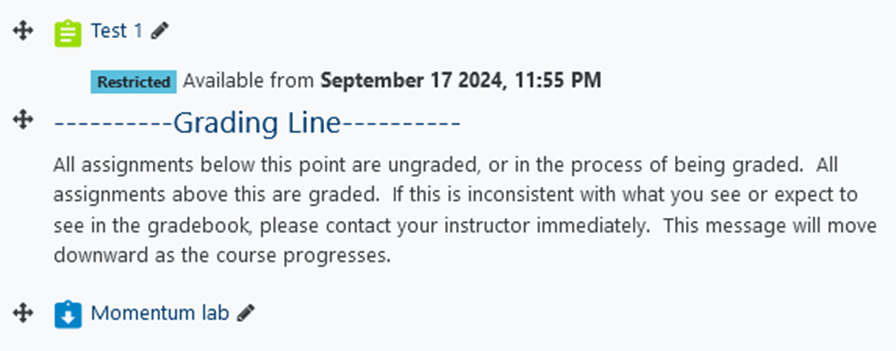 Test 1
Restricted Available from September 17 2024, 11:55 PM
----------Grading Line----------
All assignments below this point are ungraded, or in the process of being graded.  All
assignments above this are graded.  If this is inconsistent with what you see or expect to
see in the gradebook, please contact your instructor immediately.  This message will move
downward as the course progresses.
Momentum lab